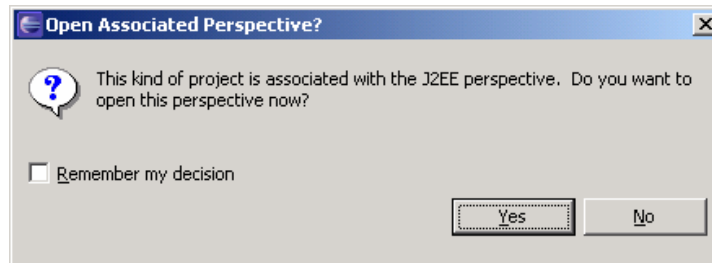 Open Associated Perspective?
This kind of project is associated with the J2EE perspective.  Do you want to
open this perspective now?
Remember my decision
Yes
No